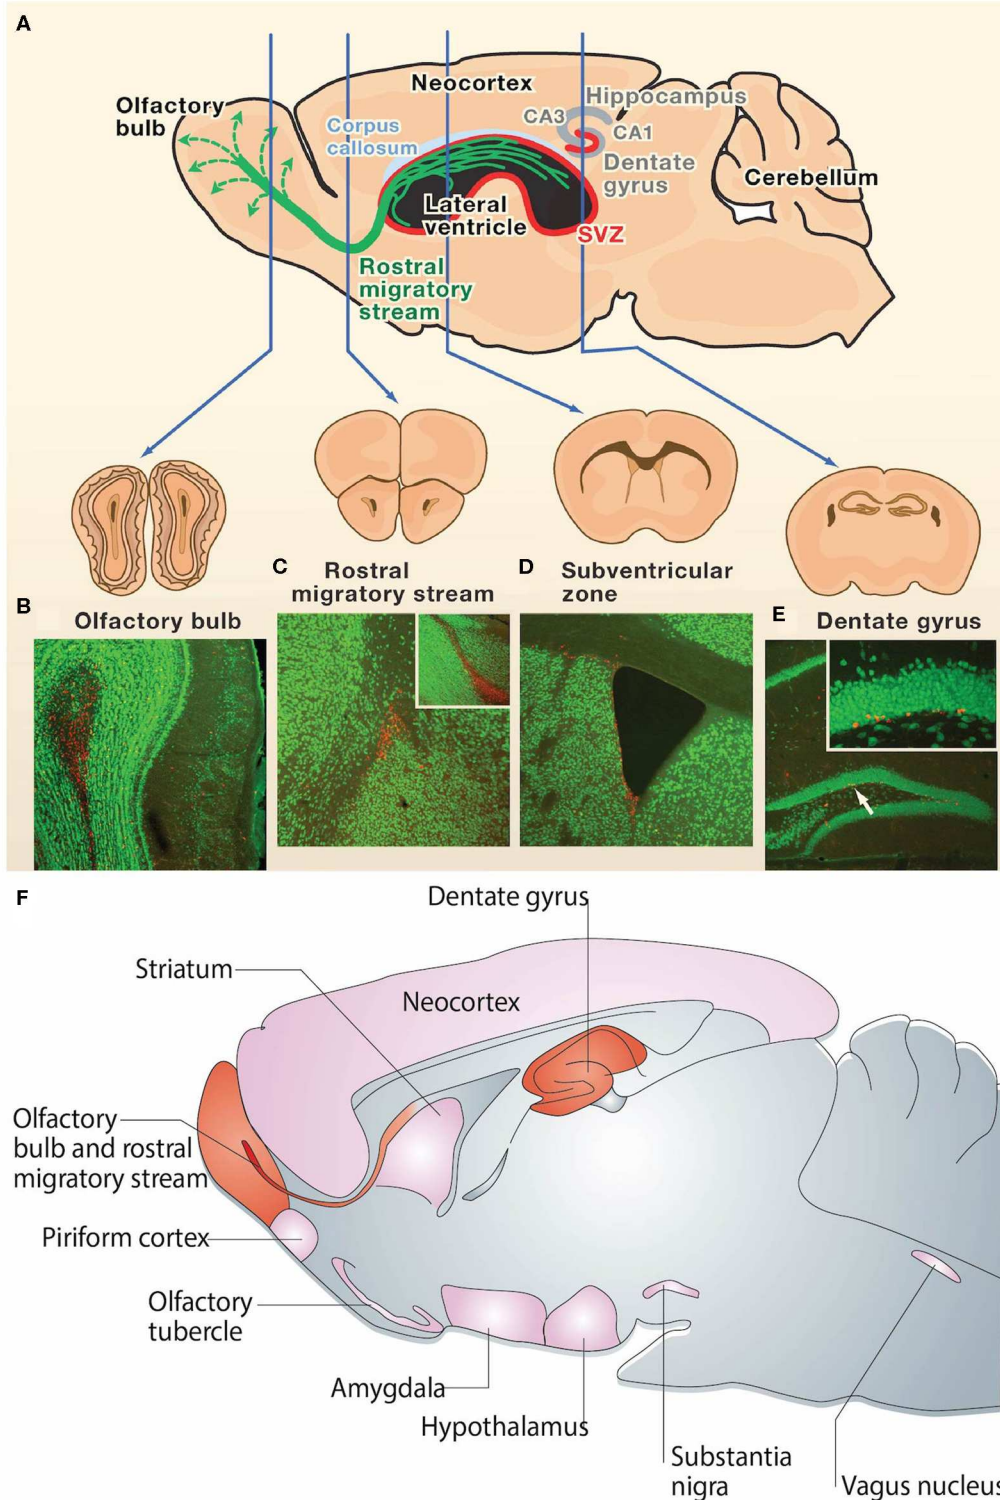 A
Neocortex
Olfactory
bulb
Corpus
callosum
Hippocampus
CA3
CA1
Dentate
gyrus
Cerebellum
Lateral
ventricle
SVZ
Rostral
migratory
stream
C
Rostral
migratory stream
D
Subventricular
zone
B
Olfactory bulb
E
Dentate gyrus
F
Dentate gyrus
Striatum
Neocortex
Olfactory
bulb and rostral
migratory stream
Piriform cortex
Olfactory
tubercle
Amygdala
Hypothalamus
Substantia
nigra
Vagus nucleus